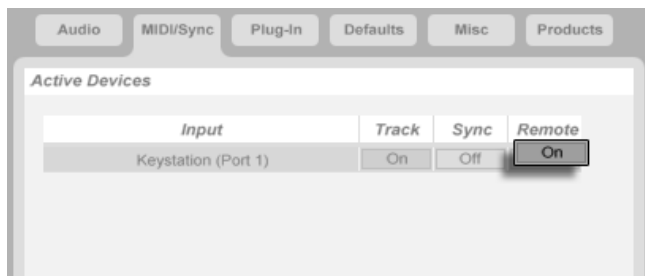 Audio MIDI/Sync Plug-In Defaults Misc Products
Active Devices
Input Track Sync Remote
Keystation (Port 1) On Off On